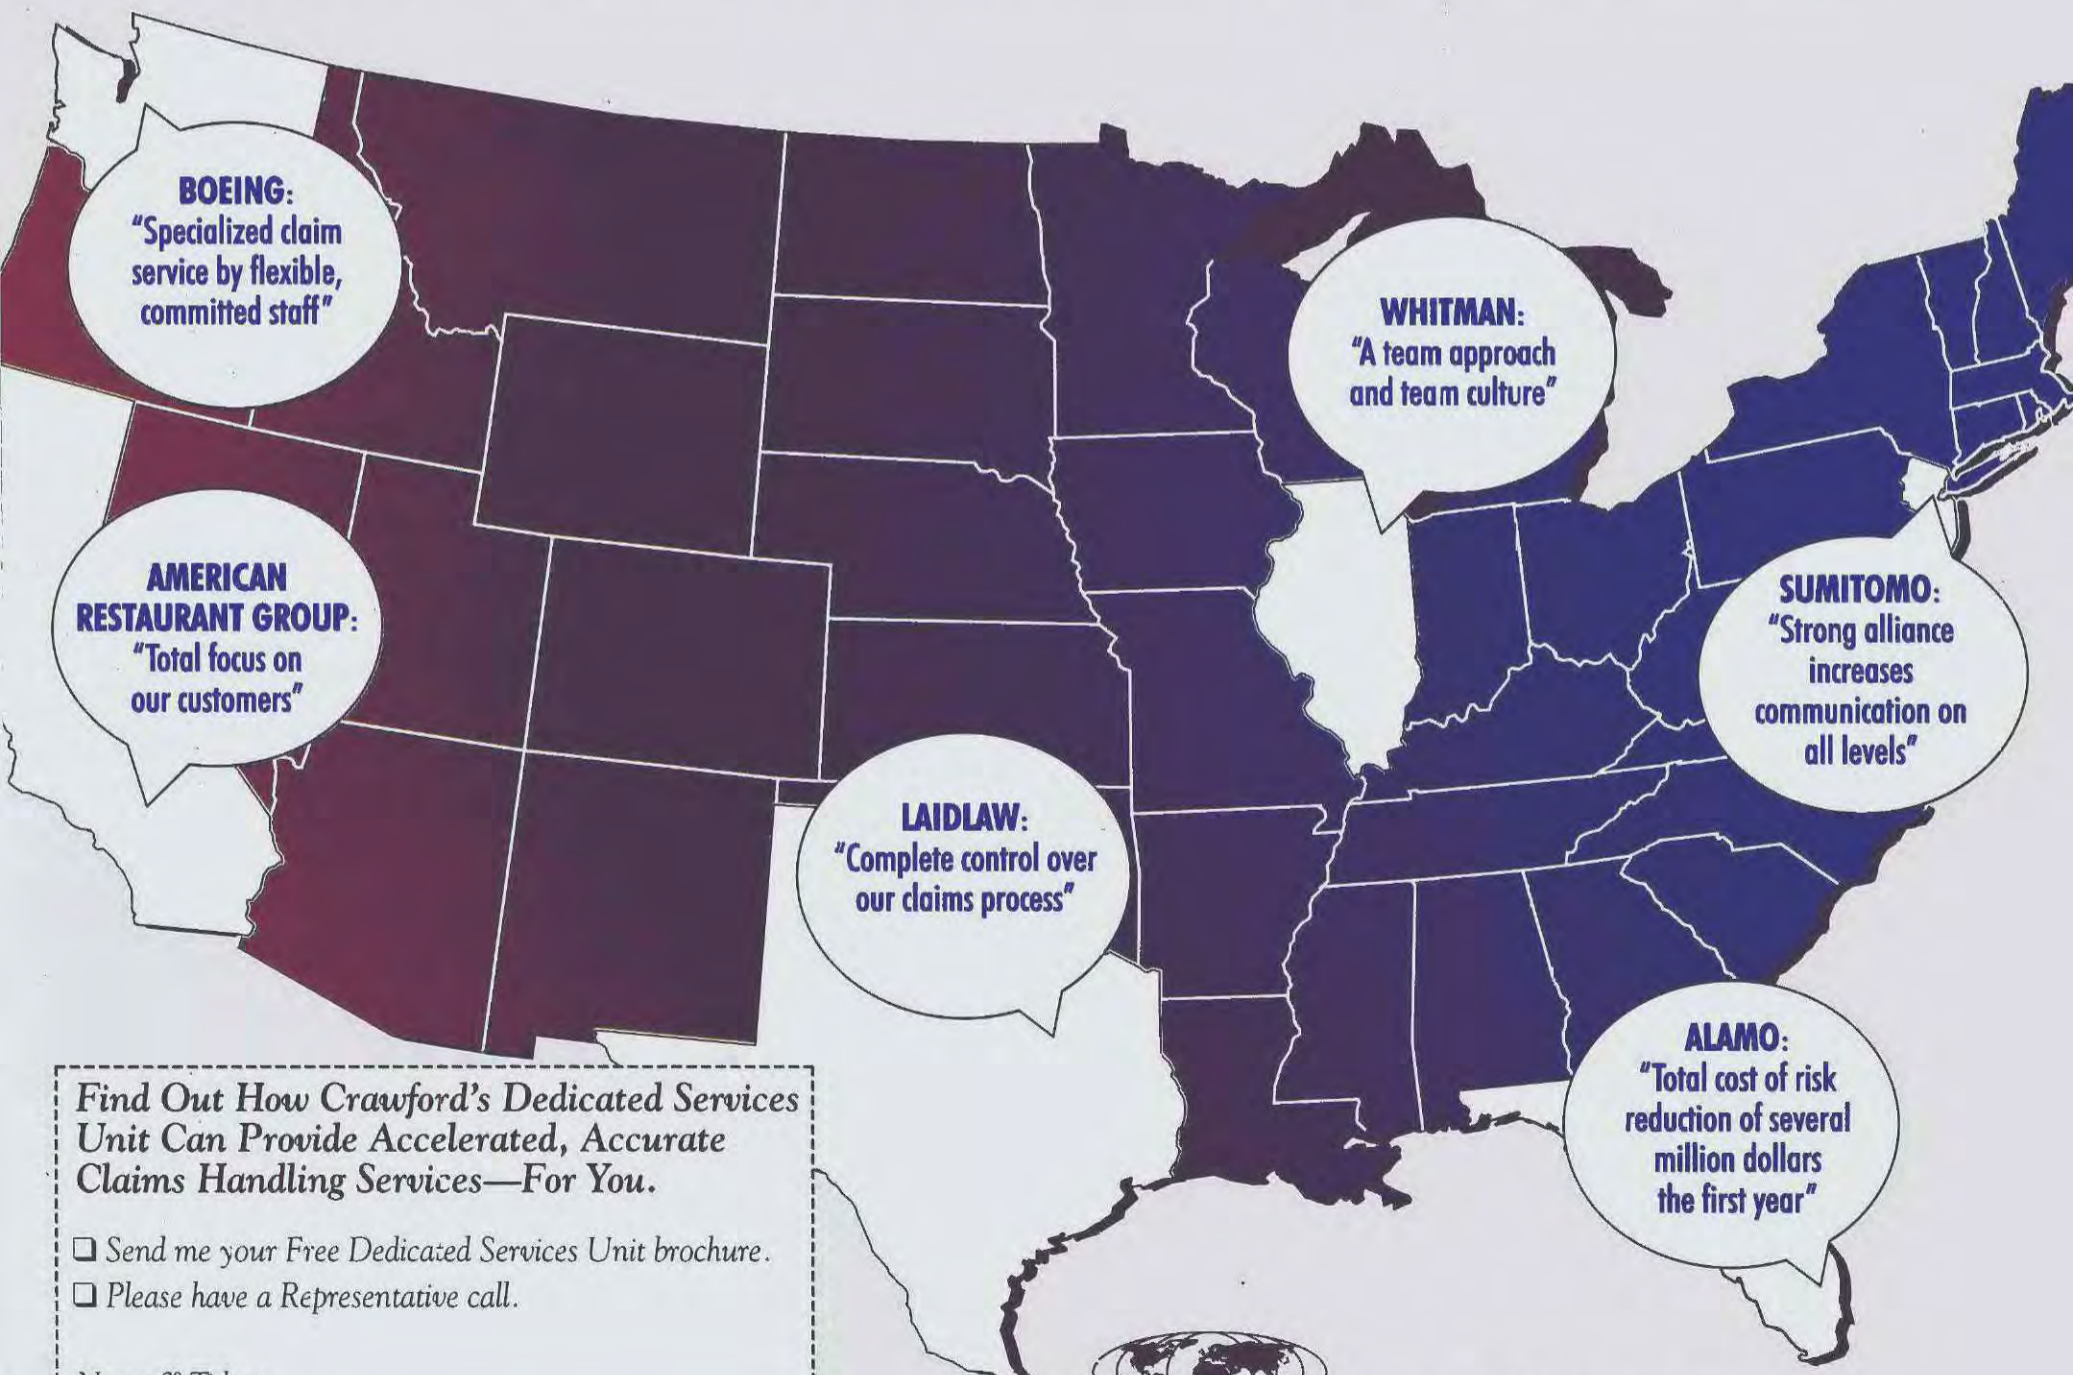 BOEING:
"Specialized claim
service by flexible,
committed staff"
WHITMAN:
"A team approach
and team culture"
AMERICAN
RESTAURANT GROUP:
"Total focus on
our customers"
SUMITOMO:
"Strong alliance
increases
communication on
all levels"
LAIDLAW:
"Complete control over
our claims process"
ALAMO:
"Total cost of risk
reduction of several
million dollars
the first year"
Find Out How Crawford's Dedicated Services
Unit Can Provide Accelerated, Accurate
Claims Handling Services—For You.
❏ Send me your Free Dedicated Services Unit brochure.
❏ Please have a Representative call.